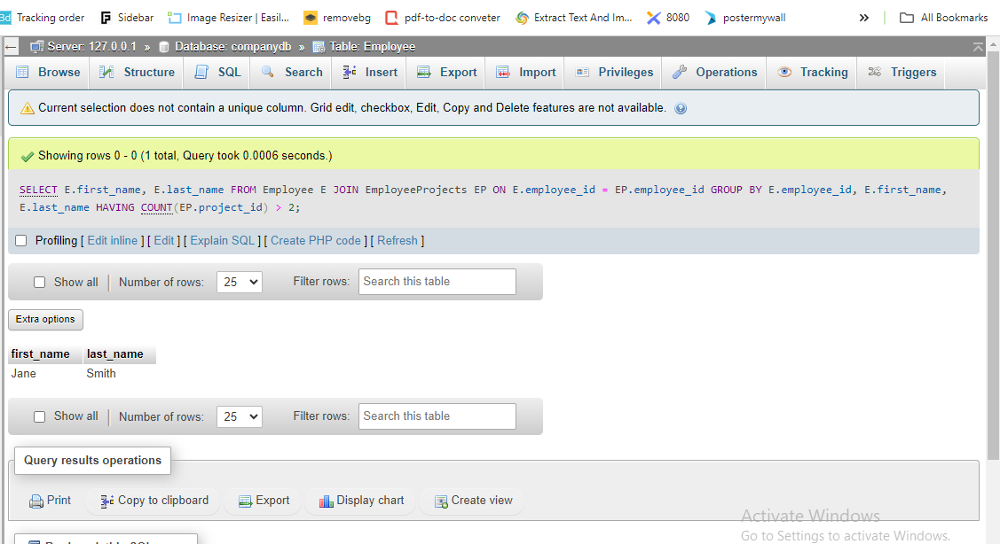 Bd Tracking order Sidebar Image Resizer | Easil... removebg pdf-to-doc conveter Extract Text And Im... 8080 postermywall » All Bookmarks
← Server: 127.0.0.1 » Database: companydb » Table: Employee
Browse Structure SQL Search Insert Export Import Privileges Operations Tracking Triggers
Current selection does not contain a unique column. Grid edit, checkbox, Edit, Copy and Delete features are not available.
Showing rows 0 - 0 (1 total, Query took 0.0006 seconds.)
SELECT E.first_name, E.last_name FROM Employee E JOIN EmployeeProjects EP ON E.employee_id = EP.employee_id GROUP BY E.employee_id, E.first_name,
E.last_name HAVING COUNT(EP.project_id) > 2;
Profiling [ Edit inline ] [ Edit ] [ Explain SQL ] [ Create PHP code ] [ Refresh ]
Show all | Number of rows: 25 Filter rows: Search this table
Extra options
first_name last_name
Jane Smith
Show all | Number of rows: 25 Filter rows: Search this table
Query results operations
Print Copy to clipboard Export Display chart Create view
Activate Windows
Go to Settings to activate Windows.